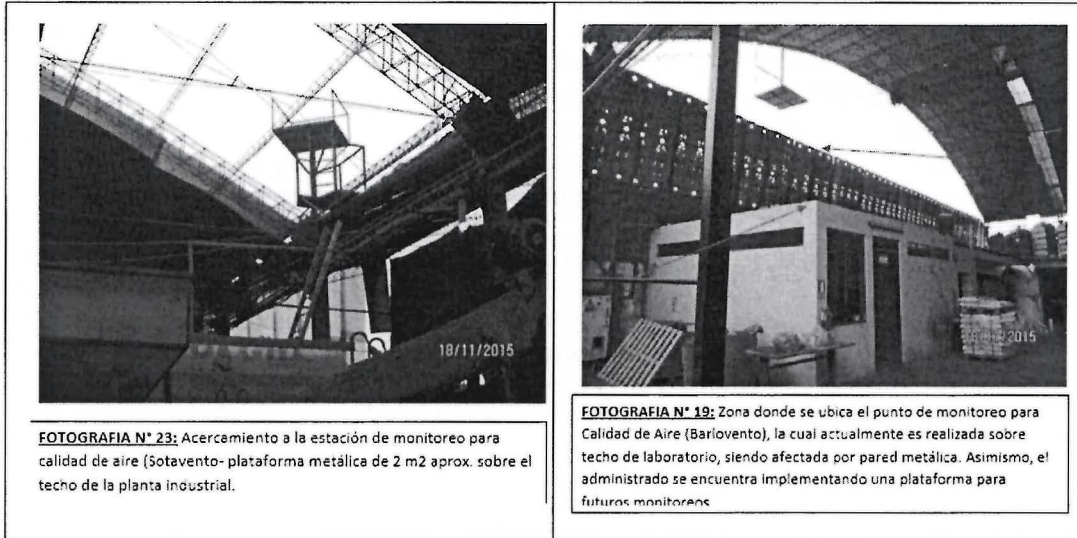 18/11/2015
FOTOGRAFIA N° 23: Acercamiento a la estación de monitoreo para
calidad de aire (Sotavento- plataforma metálica de 2 m2 aprox. sobre el
techo de la planta industrial.
18/11/2015
FOTOGRAFIA N° 19: Zona donde se ubica el punto de monitoreo para
Calidad de Aire (Barlovento), la cual actualmente es realizada sobre
techo de laboratorio, siendo afectada por pared metálica. Asimismo, el
administrado se encuentra implementando una plataforma para
futuros monitoreos